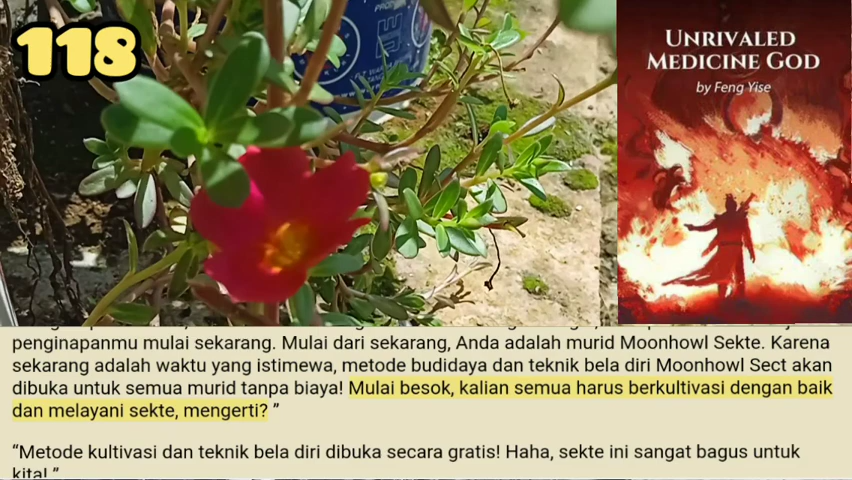 118
UNRIVALED
MEDICINE GOD
by Feng Yise
penginapanmu mulai sekarang. Mulai dari sekarang, Anda adalah murid Moonhowl Sekte. Karena
sekarang adalah waktu yang istimewa, metode budidaya dan teknik bela diri Moonhowl Sect akan
dibuka untuk semua murid tanpa biaya! Mulai besok, kalian semua harus berkultivasi dengan baik
dan melayani sekte, mengerti? ”
“Metode kultivasi dan teknik bela diri dibuka secara gratis! Haha, sekte ini sangat bagus untuk
kita! ”